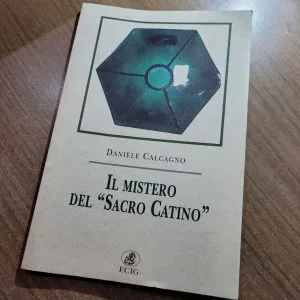 DANIELE CALCAGNO
IL MISTERO
DEL “SACRO CATINO”
ECIG